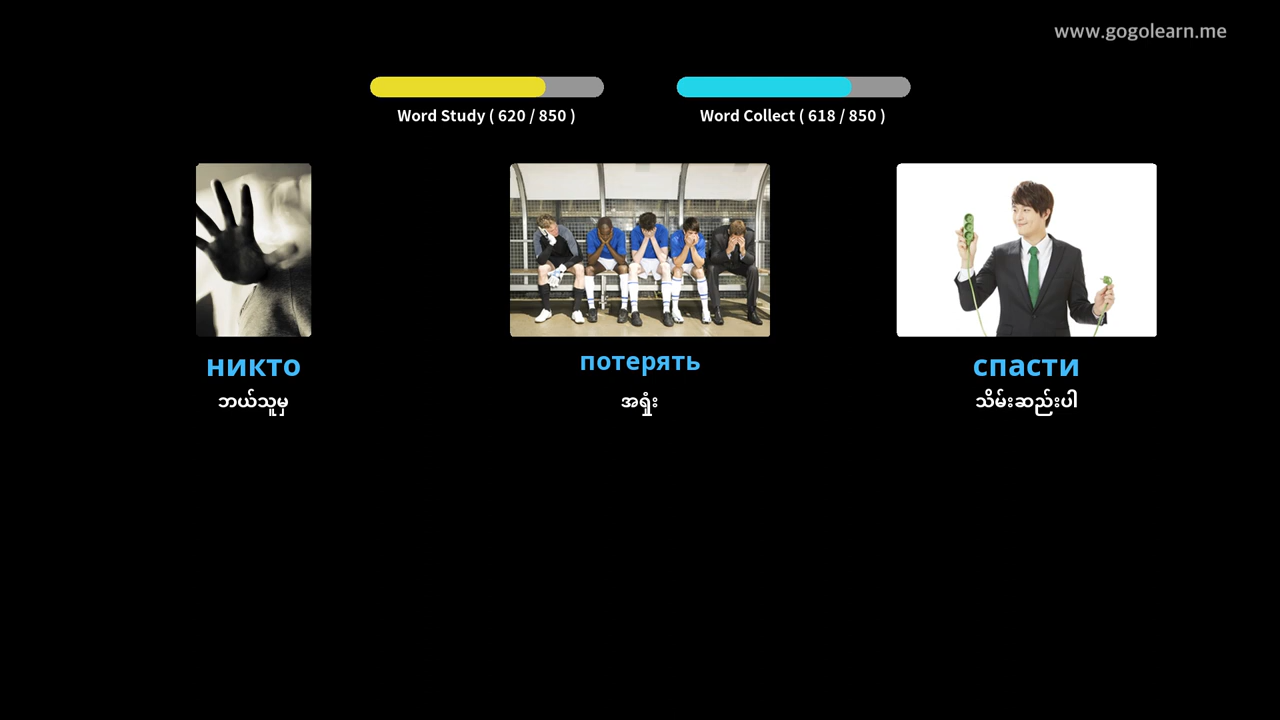 www.gogolearn.me
Word Study ( 620 / 850 )
Word Collect ( 618 / 850 )
никто
потерять
спасти
ဘယ်သူမှ
အရှုံး
သိမ်းဆည်းပါ